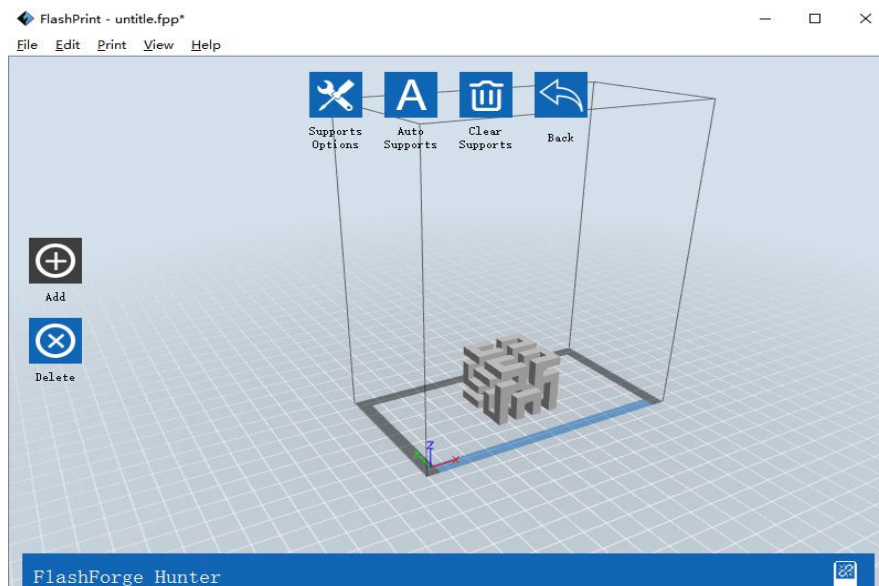 FlashPrint - untitle.fpp*
File Edit Print View Help
Supports
Options
Auto
Supports
Clear
Supports
Back
Add
Delete
Z
X
Y
FlashForge Hunter